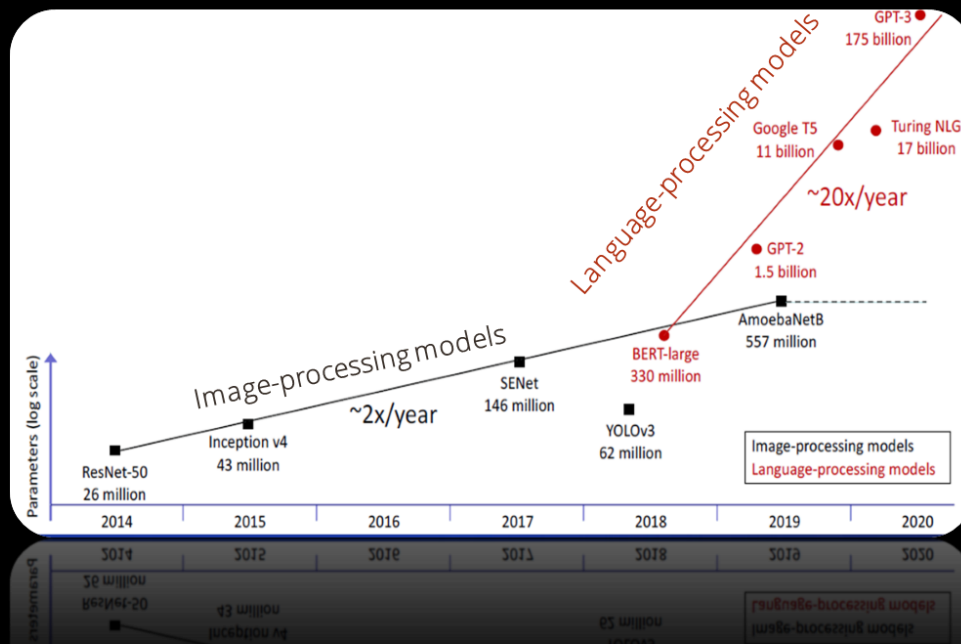 GPT-3
175 billion
Language-processing models
Google T5
11 billion
Turing NLG
17 billion
~20x/year
GPT-2
1.5 billion
AmoebaNetB
557 million
Image-processing models
BERT-large
330 million
SENet
146 million
~2x/year
YOLOv3
62 million
Inception v4
43 million
ResNet-50
26 million
Parameters (log scale)
Image-processing models
Language-processing models
2014
2015
2016
2017
2018
2019
2020